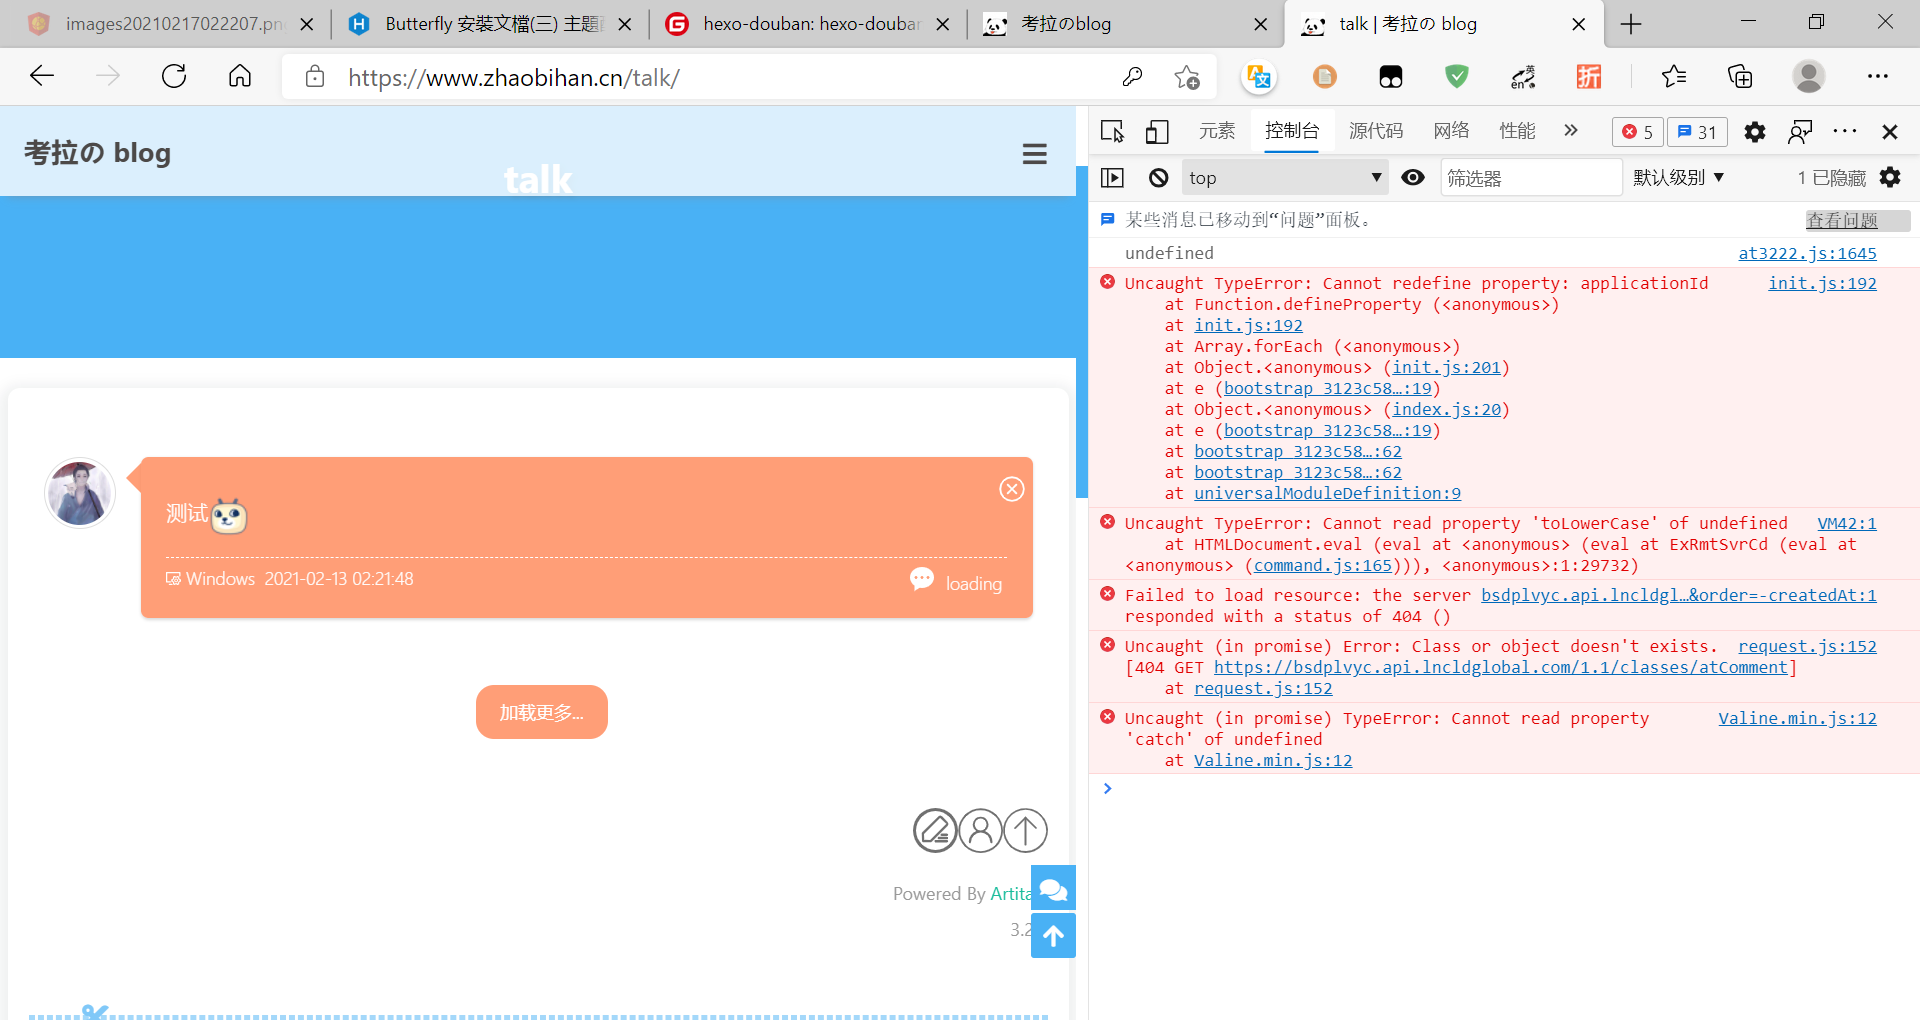 images20210217022207.png
Butterfly 安裝文檔(三) 主題
hexo-douban: hexo-douban
考拉のblog
talk | 考拉の blog
https://www.zhaobihan.cn/talk/
考拉の blog
talk
测试
Windows 2021-02-13 02:21:48
loading
加载更多...
Powered By Artita
3.2
元素
控制台
源代码
网络
性能
5
31
top
筛选器
默认级别
1 已隐藏
某些消息已移动到“问题”面板。
查看问题
undefined
at3222.js:1645
Uncaught TypeError: Cannot redefine property: applicationId
init.js:192
at Function.defineProperty (<anonymous>)
at init.js:192
at Array.forEach (<anonymous>)
at Object.<anonymous> (init.js:201)
at e (bootstrap 3123c58…:19)
at Object.<anonymous> (index.js:20)
at e (bootstrap 3123c58…:19)
at bootstrap 3123c58…:62
at bootstrap 3123c58…:62
at universalModuleDefinition:9
Uncaught TypeError: Cannot read property 'toLowerCase' of undefined
VM42:1
at HTMLDocument.eval (eval at <anonymous> (eval at ExRmtSvrCd (eval at
<anonymous> (command.js:165))), <anonymous>:1:29732)
Failed to load resource: the server
bsdplvyc.api.lncldgl…&order=-createdAt:1
responded with a status of 404 ()
Uncaught (in promise) Error: Class or object doesn't exists.
request.js:152
[404 GET https://bsdplvyc.api.lncldglobal.com/1.1/classes/atComment]
at request.js:152
Uncaught (in promise) TypeError: Cannot read property
Valine.min.js:12
'catch' of undefined
at Valine.min.js:12